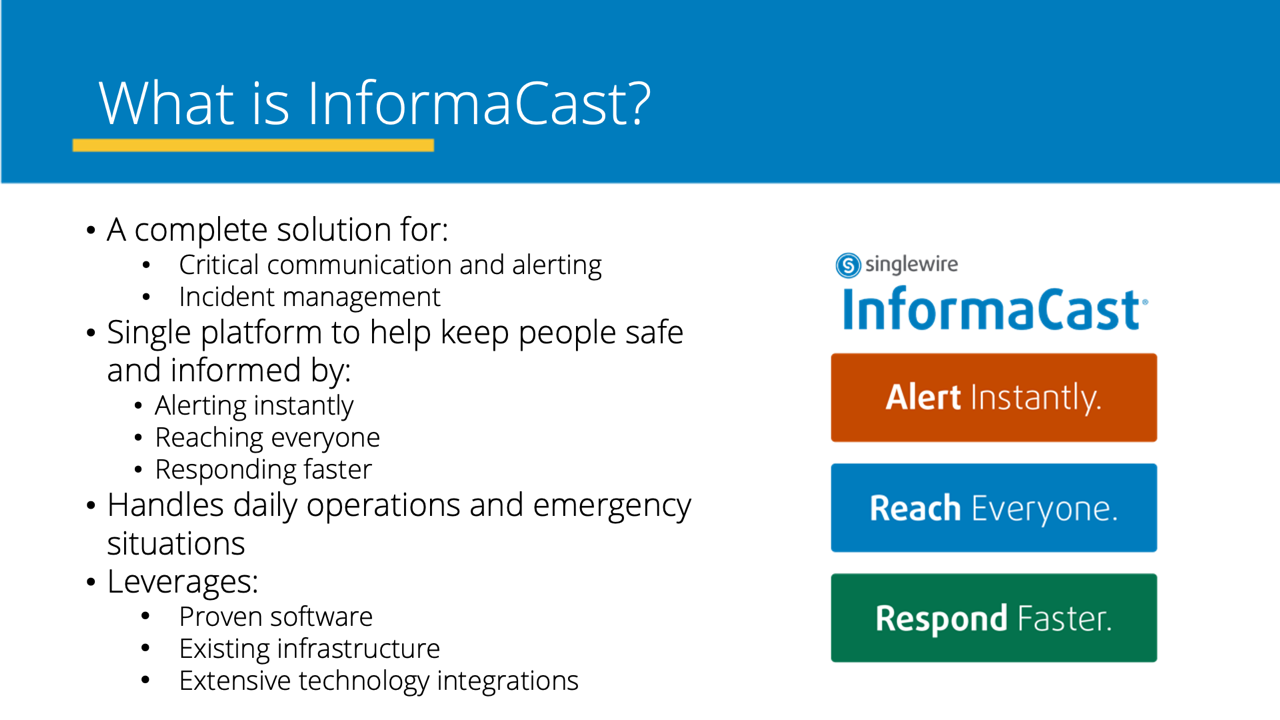 What is InformaCast?
• A complete solution for:
• Critical communication and alerting
• Incident management
• Single platform to help keep people safe
and informed by:
• Alerting instantly
• Reaching everyone
• Responding faster
• Handles daily operations and emergency
situations
• Leverages:
• Proven software
• Existing infrastructure
• Extensive technology integrations
singlewire
InformaCast®
Alert Instantly.
Reach Everyone.
Respond Faster.